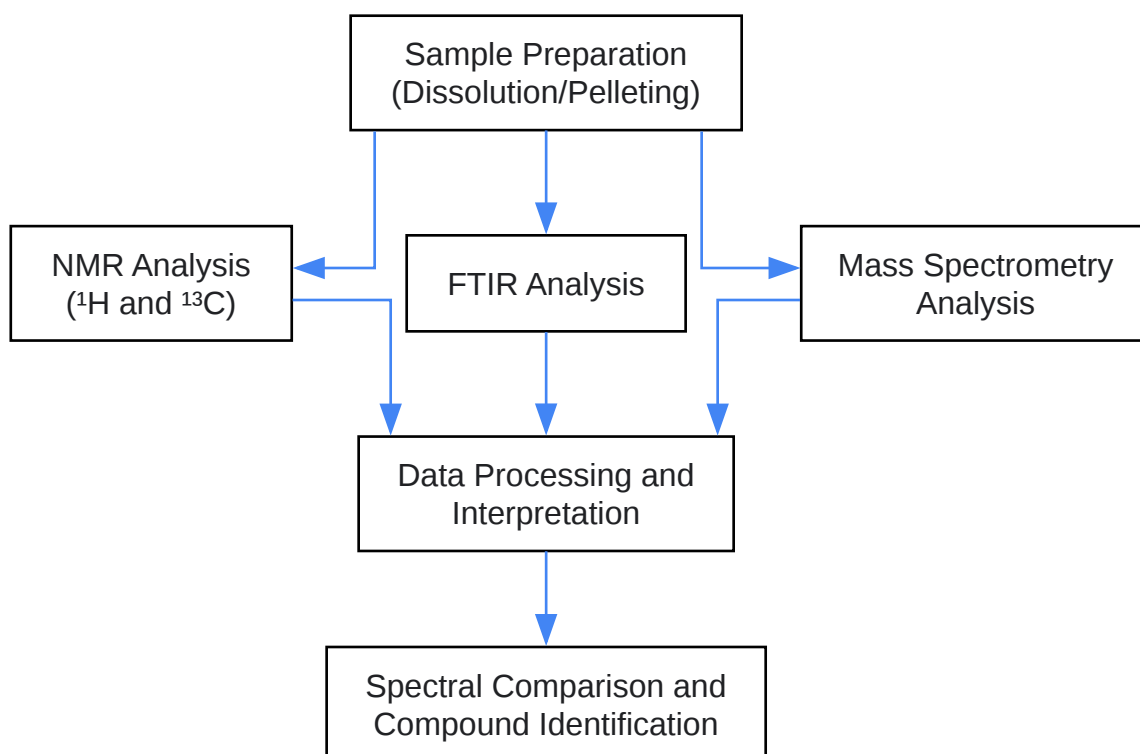 Sample Preparation
(Dissolution/Pelleting)
NMR Analysis
(¹H and ¹³C)
FTIR Analysis
Mass Spectrometry
Analysis
Data Processing and
Interpretation
Spectral Comparison and
Compound Identification